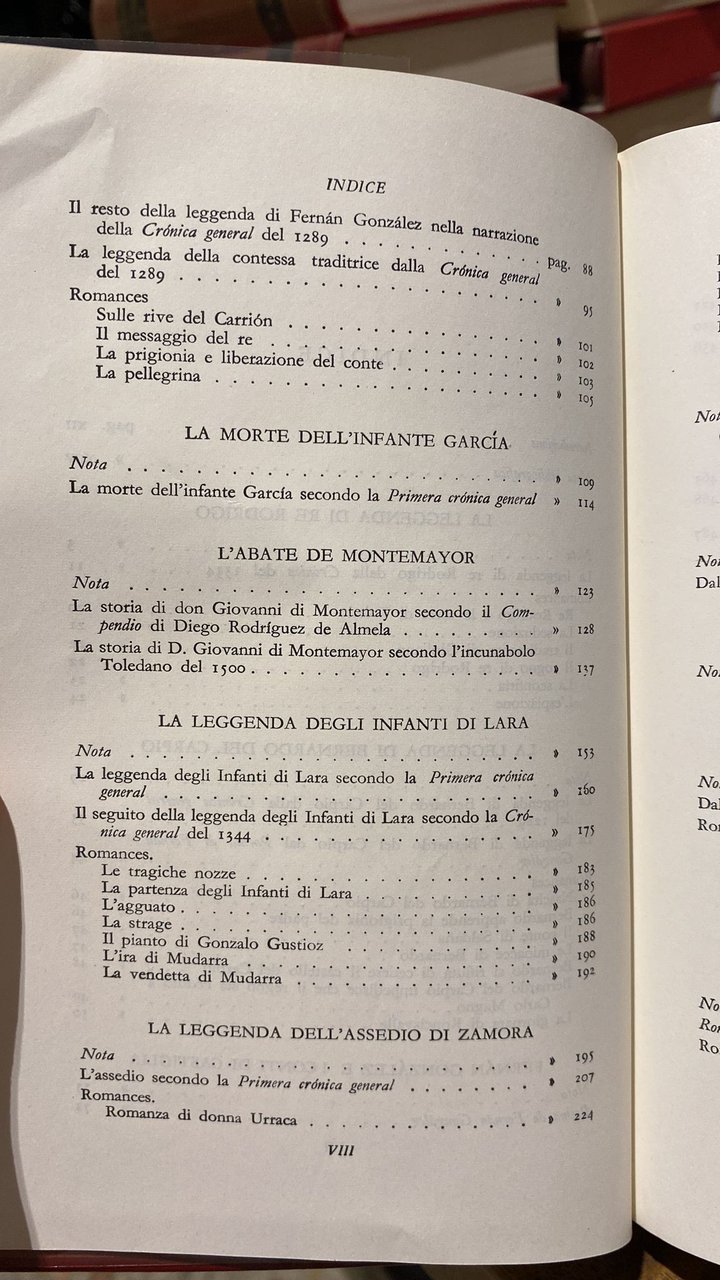 INDICE
Il resto della leggenda di Fernán González nella narrazione
della Crónica general del 1289 . . . . . . . . . . . . pag. 88
La leggenda della contessa traditrice dalla Crónica general
del 1289 . . . . . . . . . . . . . . . . . . . . » 95
Romances
Sulle rive del Carrión . . . . . . . . . . . . . . » 101
Il messaggio del re . . . . . . . . . . . . . . . » 102
La prigionia e liberazione del conte . . . . . . . . » 103
La pellegrina . . . . . . . . . . . . . . . . . . » 105
LA MORTE DELL'INFANTE GARCÍA
Nota . . . . . . . . . . . . . . . . . . . . . . » 109
La morte dell'infante García secondo la Primera crónica general » 114
L'ABATE DE MONTEMAYOR
Nota . . . . . . . . . . . . . . . . . . . . . . » 123
La storia di don Giovanni di Montemayor secondo il Com-
pendio di Diego Rodríguez de Almela . . . . . . . . » 128
La storia di D. Giovanni di Montemayor secondo l'incunabolo
Toledano del 1500 . . . . . . . . . . . . . . . . » 137
LA LEGGENDA DEGLI INFANTI DI LARA
Nota . . . . . . . . . . . . . . . . . . . . . . » 153
La leggenda degli Infanti di Lara secondo la Primera crónica
general . . . . . . . . . . . . . . . . . . . . . » 160
Il seguito della leggenda degli Infanti di Lara secondo la Cró-
nica general del 1344 . . . . . . . . . . . . . . . » 175
Romances.
Le tragiche nozze . . . . . . . . . . . . . . . . » 183
La partenza degli Infanti di Lara . . . . . . . . . » 185
L'agguato . . . . . . . . . . . . . . . . . . . . » 186
La strage . . . . . . . . . . . . . . . . . . . . » 186
Il pianto di Gonzalo Gustioz . . . . . . . . . . . » 188
L'ira di Mudarra . . . . . . . . . . . . . . . . . » 190
La vendetta di Mudarra . . . . . . . . . . . . . . » 192
LA LEGGENDA DELL'ASSEDIO DI ZAMORA
Nota . . . . . . . . . . . . . . . . . . . . . . » 195
L'assedio secondo la Primera crónica general . . . . . . » 207
Romances.
Romanza di donna Urraca . . . . . . . . . . . . . » 224
VIII